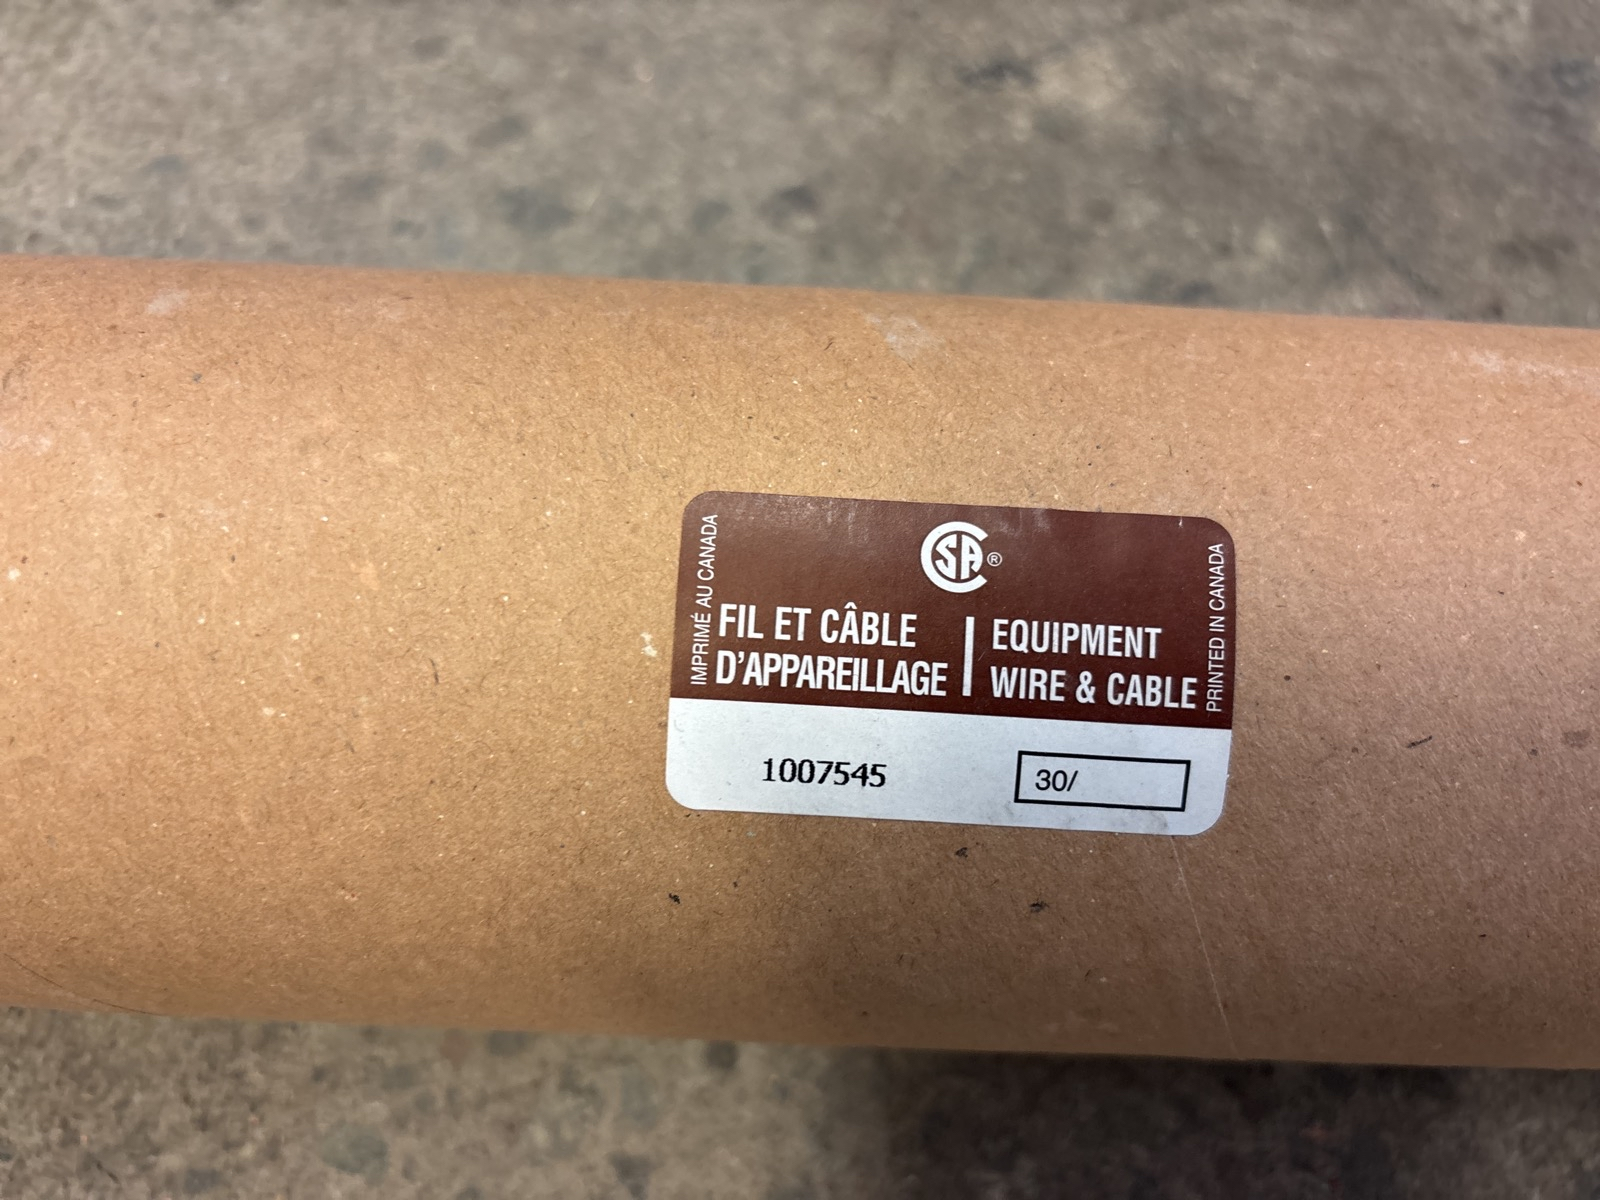 CSA®
IMPRIMÉ AU CANADA
FIL ET CÂBLE
D'APPAREILLAGE
EQUIPMENT
WIRE & CABLE
PRINTED IN CANADA
1007545
30/